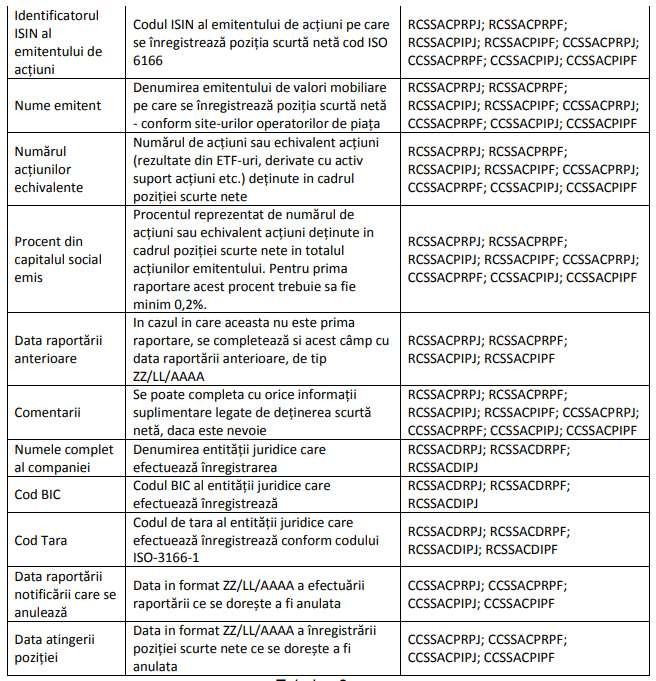 Identificatorul
ISIN al
emitentului de
acțiuni
Codul ISIN al emitentului de acțiuni pe care
se înregistrează poziția scurtă netă cod ISO
6166
RCSSACPRPJ; RCSSACPRPF;
RCSSACPIPJ; RCSSACPIPF; CCSSACPRPJ;
CCSSACPRPF; CCSSACPIPJ; CCSSACPIPF
Nume emitent
Denumirea emitentului de valori mobiliare
pe care se înregistrează poziția scurtă netă
- conform site-urilor operatorilor de piața
RCSSACPRPJ; RCSSACPRPF;
RCSSACPIPJ; RCSSACPIPF; CCSSACPRPJ;
CCSSACPRPF; CCSSACPIPJ; CCSSACPIPF
Numărul
acțiunilor
echivalente
Numărul de acțiuni sau echivalent acțiuni
(rezultate din ETF-uri, derivate cu activ
suport acțiuni etc.) deținute in cadrul
poziției scurte nete
RCSSACPRPJ; RCSSACPRPF;
RCSSACPIPJ; RCSSACPIPF; CCSSACPRPJ;
CCSSACPRPF; CCSSACPIPJ; CCSSACPIPF
Procent din
capitalul social
emis
Procentul reprezentat de numărul de
acțiuni sau echivalent acțiuni deținute in
cadrul poziției scurte nete in totalul
acțiunilor emitentului. Pentru prima
raportare acest procent trebuie sa fie
minim 0,2%.
RCSSACPRPJ; RCSSACPRPF;
RCSSACPIPJ; RCSSACPIPF; CCSSACPRPJ;
CCSSACPRPF; CCSSACPIPJ; CCSSACPIPF
Data raportării
anterioare
In cazul in care aceasta nu este prima
raportare, se completează si acest câmp cu
data raportării anterioare, de tip
ZZ/LL/AAAA
RCSSACPRPJ; RCSSACPRPF;
RCSSACPIPJ; RCSSACPIPF
Comentarii
Se poate completa cu orice informații
suplimentare legate de deținerea scurtă
netă, daca este nevoie
RCSSACPRPJ; RCSSACPRPF;
RCSSACPIPJ; RCSSACPIPF; CCSSACPRPJ;
CCSSACPRPF; CCSSACPIPJ; CCSSACPIPF
Numele complet
al companiei
Denumirea entității juridice care
efectuează înregistrarea
RCSSACDRPJ; RCSSACDRPF;
RCSSACDIPJ
Cod BIC
Codul BIC al entității juridice care
efectuează înregistrează
RCSSACDRPJ; RCSSACDRPF;
RCSSACDIPJ
Cod Tara
Codul de tara al entității juridice care
efectuează înregistrează conform codului
ISO-3166-1
RCSSACDRPJ; RCSSACDRPF;
RCSSACDIPJ; RCSSACDIPF
Data raportării
notificării care se
anulează
Data in format ZZ/LL/AAAA a efectuării
raportării ce se dorește a fi anulata
CCSSACPRPJ; CCSSACPRPF;
CCSSACPIPJ; CCSSACPIPF
Data atingerii
poziției
Data in format ZZ/LL/AAAA a înregistrării
poziției scurte nete ce se dorește a fi
anulata
CCSSACPRPJ; CCSSACPRPF;
CCSSACPIPJ; CCSSACPIPF